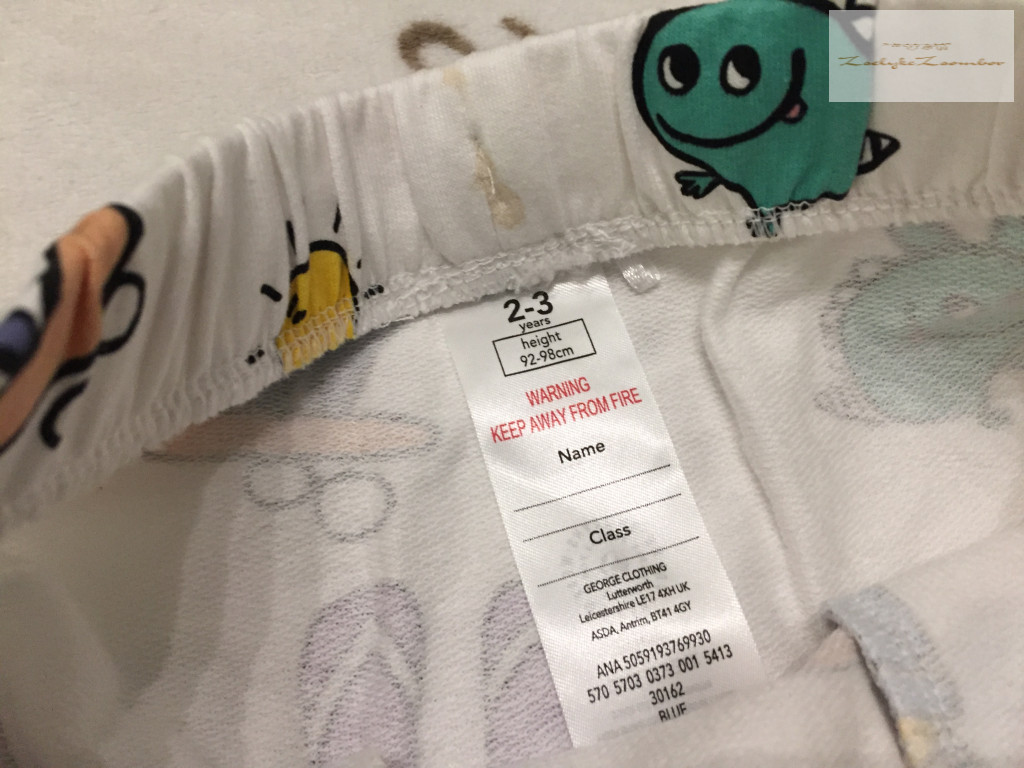 2-3
years
height
92-98cm
WARNING
KEEP AWAY FROM FIRE
Name
Class
GEORGE CLOTHING
Lutterworth
Leicestershire LE17 4XH UK
ASDA, Antrim, BT41 4GY
ANA 5059193769930
570 5703 0373 001 5413
30162
BLUE